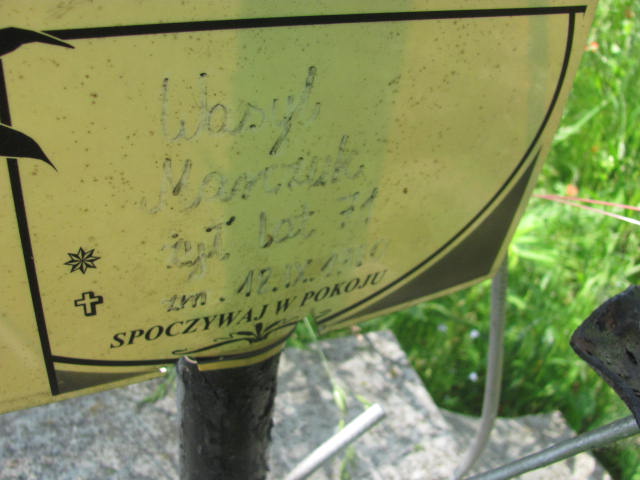 Wasyl
Marczuk
żył lat 71
zm. 12.IX.
SPOCZYWAJ W POKOJU